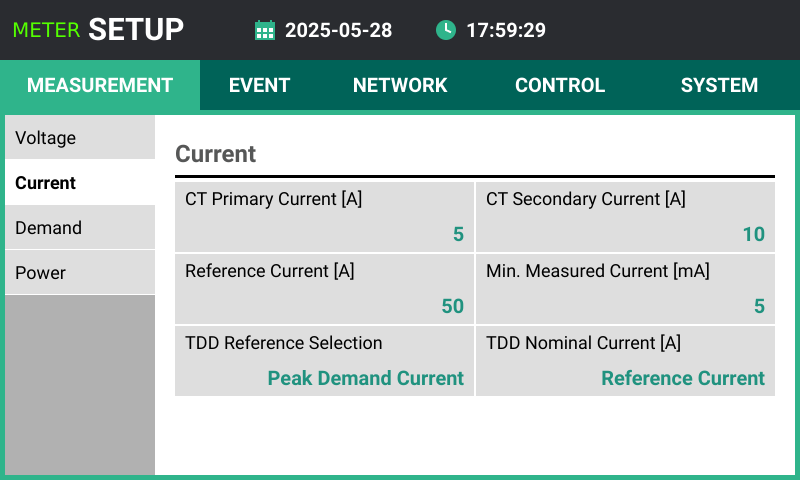 METER SETUP 2025-05-28 17:59:29
MEASUREMENT EVENT NETWORK CONTROL SYSTEM
Voltage
Current
Demand
Power
Current
CT Primary Current [A] CT Secondary Current [A]
5 10
Reference Current [A] Min. Measured Current [mA]
50 5
TDD Reference Selection TDD Nominal Current [A]
Peak Demand Current Reference Current